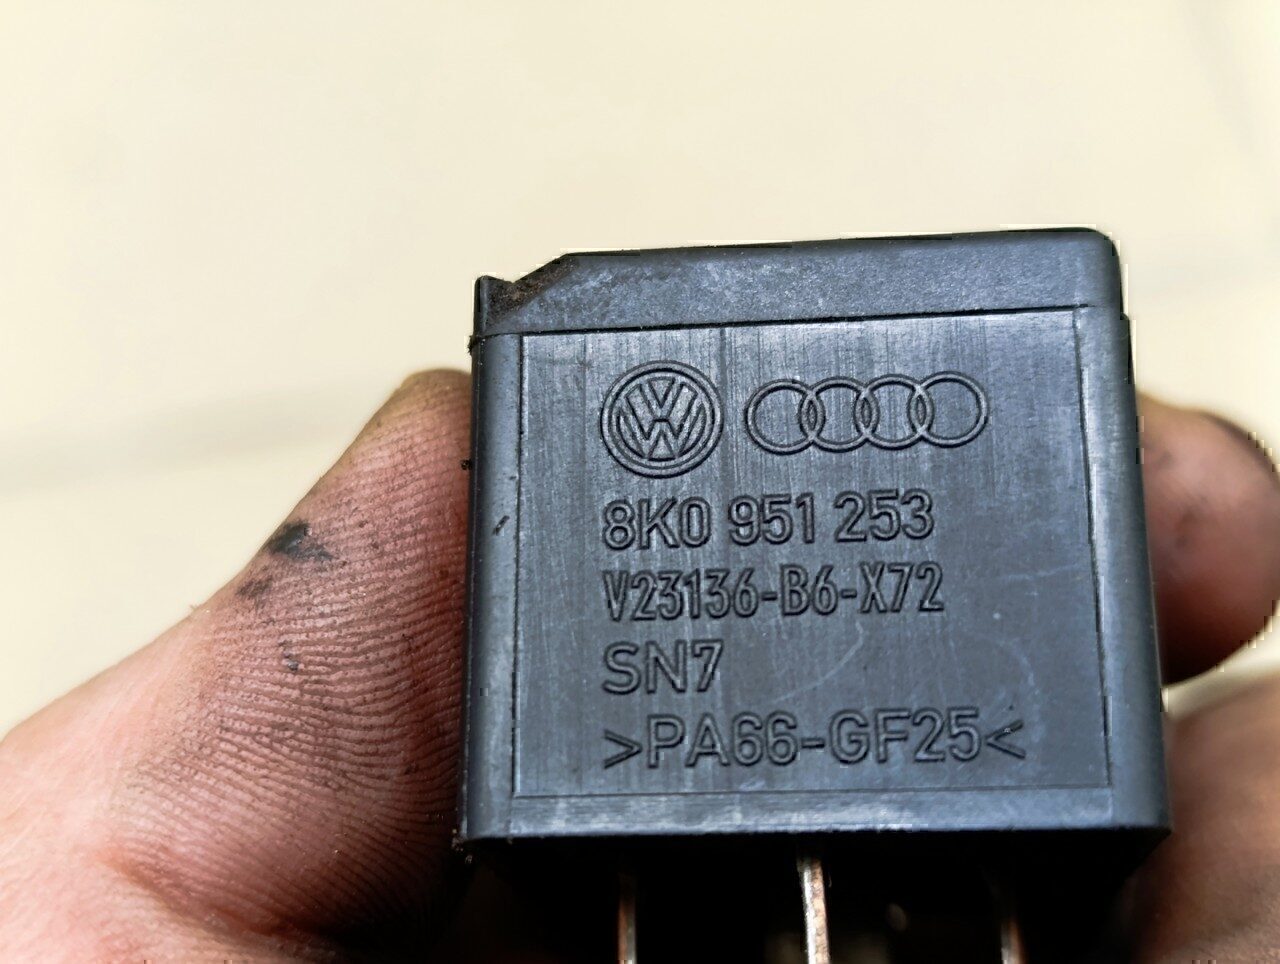 8K0 951 253
V23136-B6-X72
SN7
>PA66-GF25<